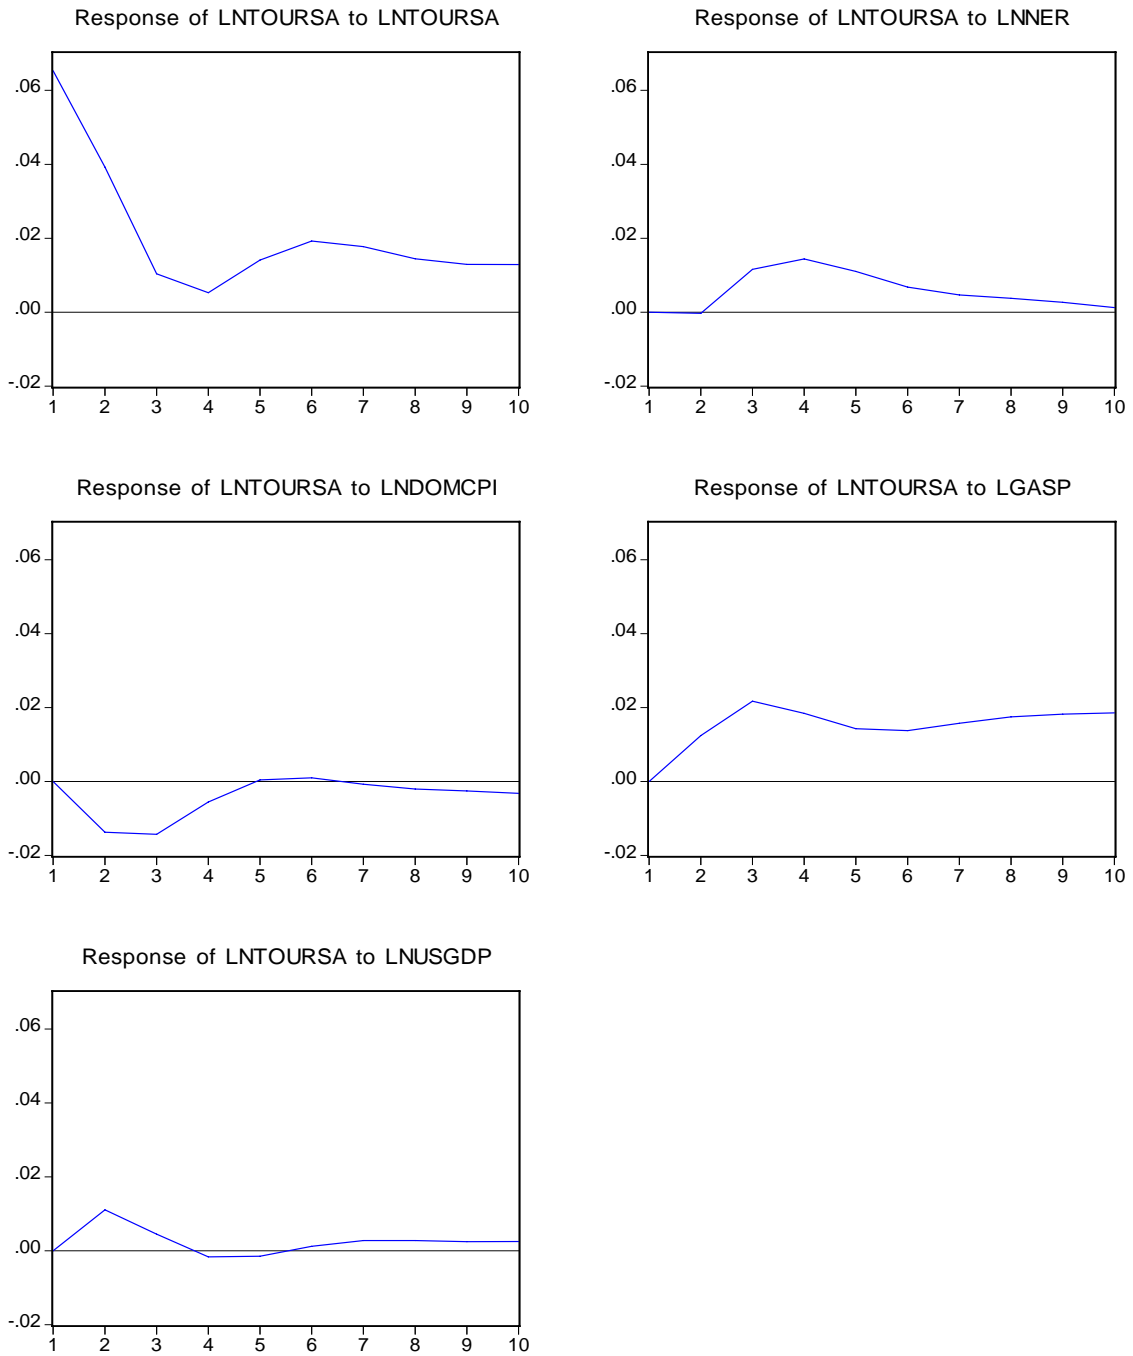 Response of LNTOURSA to LNTOURSA
.06
.04
.02
.00
-.02
1 2 3 4 5 6 7 8 9 10
Response of LNTOURSA to LNNER
.06
.04
.02
.00
-.02
1 2 3 4 5 6 7 8 9 10
Response of LNTOURSA to LNDOMCPI
.06
.04
.02
.00
-.02
1 2 3 4 5 6 7 8 9 10
Response of LNTOURSA to LGASP
.06
.04
.02
.00
-.02
1 2 3 4 5 6 7 8 9 10
Response of LNTOURSA to LNUSGDP
.06
.04
.02
.00
-.02
1 2 3 4 5 6 7 8 9 10